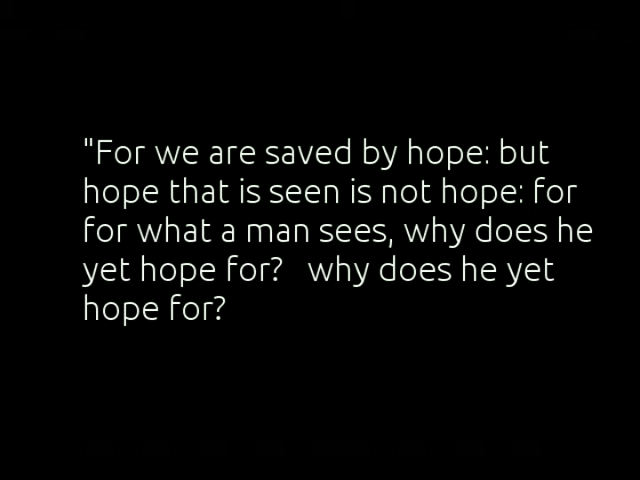 "For we are saved by hope: but
hope that is seen is not hope: for
for what a man sees, why does he
yet hope for?   why does he yet
hope for?